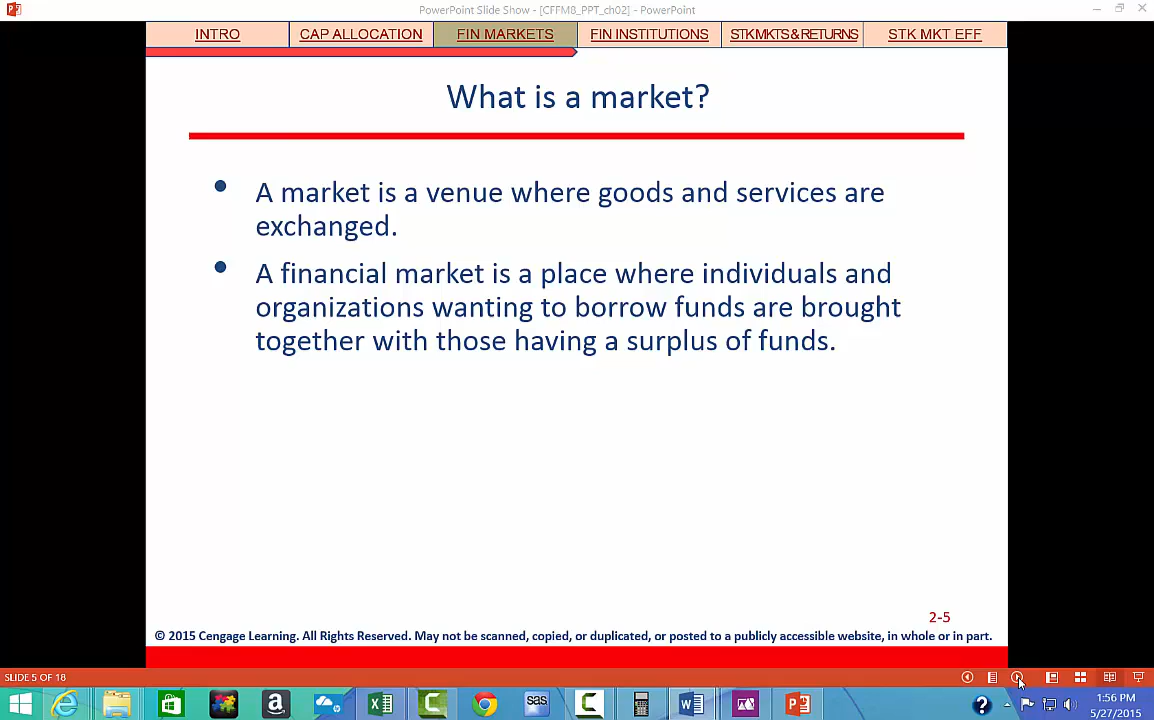 PowerPoint Slide Show - [CFFM8_PPT_ch02] - PowerPoint
INTRO
CAP ALLOCATION
FIN MARKETS
FIN INSTITUTIONS
STK MKTS & RETURNS
STK MKT EFF
What is a market?
• A market is a venue where goods and services are
exchanged.
• A financial market is a place where individuals and
organizations wanting to borrow funds are brought
together with those having a surplus of funds.
2-5
© 2015 Cengage Learning. All Rights Reserved. May not be scanned, copied, or duplicated, or posted to a publicly accessible website, in whole or in part.
SLIDE 5 OF 18
sas
1:56 PM
5/27/2015